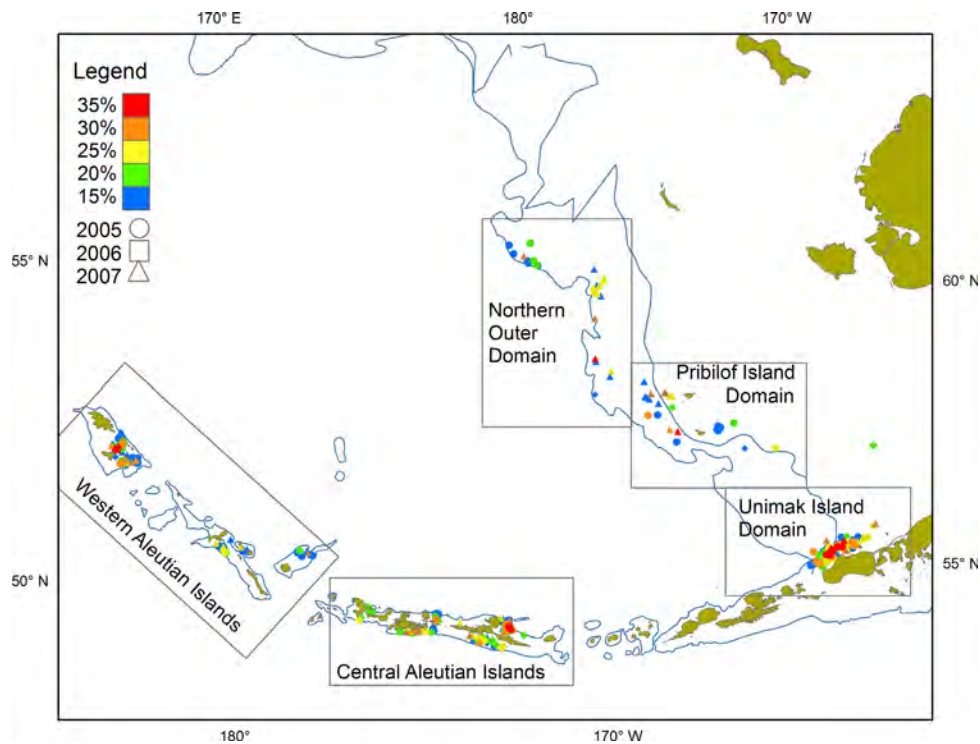 170° E
180°
170° W
Legend
35%
30%
25%
20%
15%
2005
2006
2007
55° N
60° N
Northern
Outer
Domain
Pribilof Island
Domain
Unimak Island
Domain
Western Aleutian Islands
50° N
55° N
Central Aleutian Islands
180°
170° W